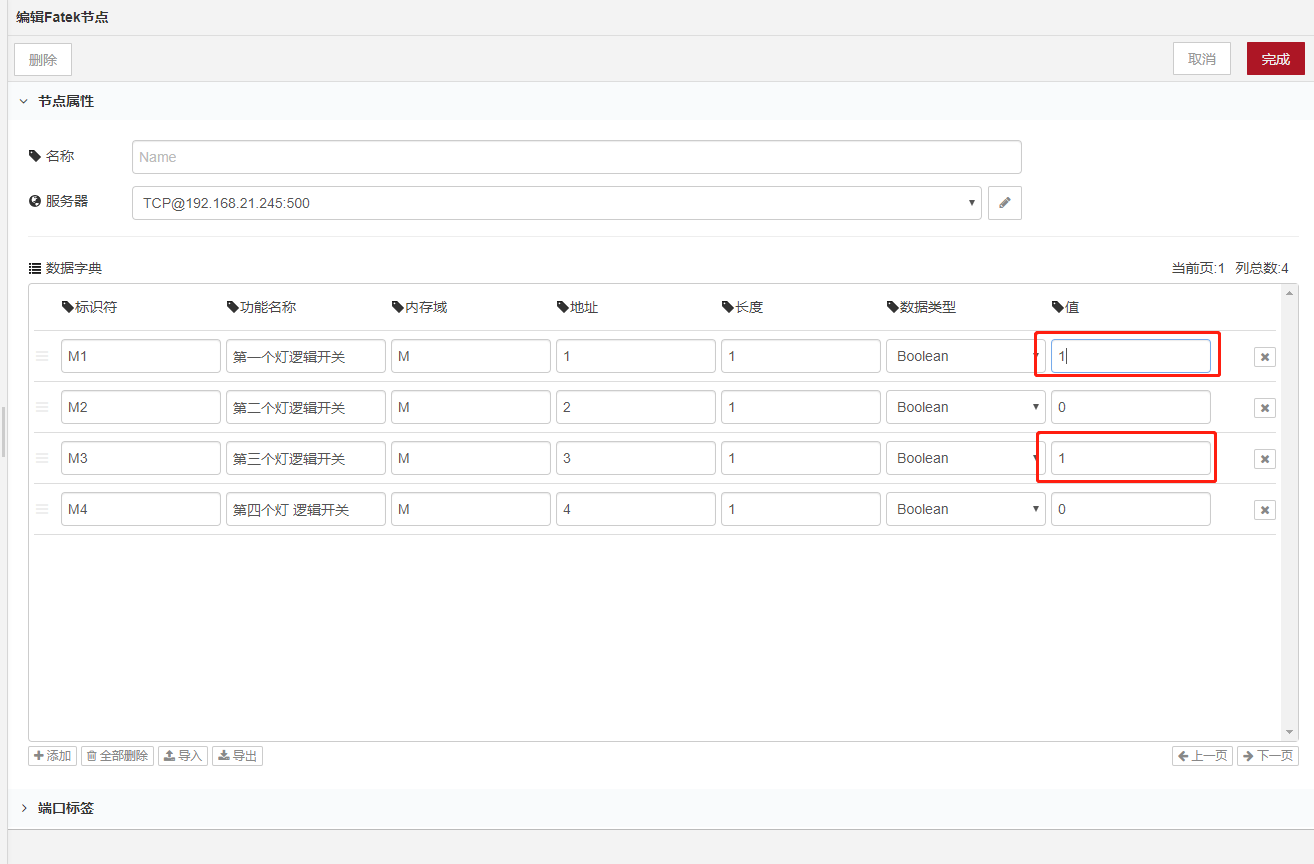 编辑Fatek节点
删除 取消 完成
节点属性
名称 Name
服务器 TCP@192.168.21.245:500
数据字典 当前页:1 列总数:4
标识符 功能名称 内存域 地址 长度 数据类型 值
M1 第一个灯逻辑开关 M 1 1 Boolean 1
M2 第二个灯逻辑开关 M 2 1 Boolean 0
M3 第三个灯逻辑开关 M 3 1 Boolean 1
M4 第四个灯 逻辑开关 M 4 1 Boolean 0
添加 全部删除 导入 导出 上一页 下一页
端口标签